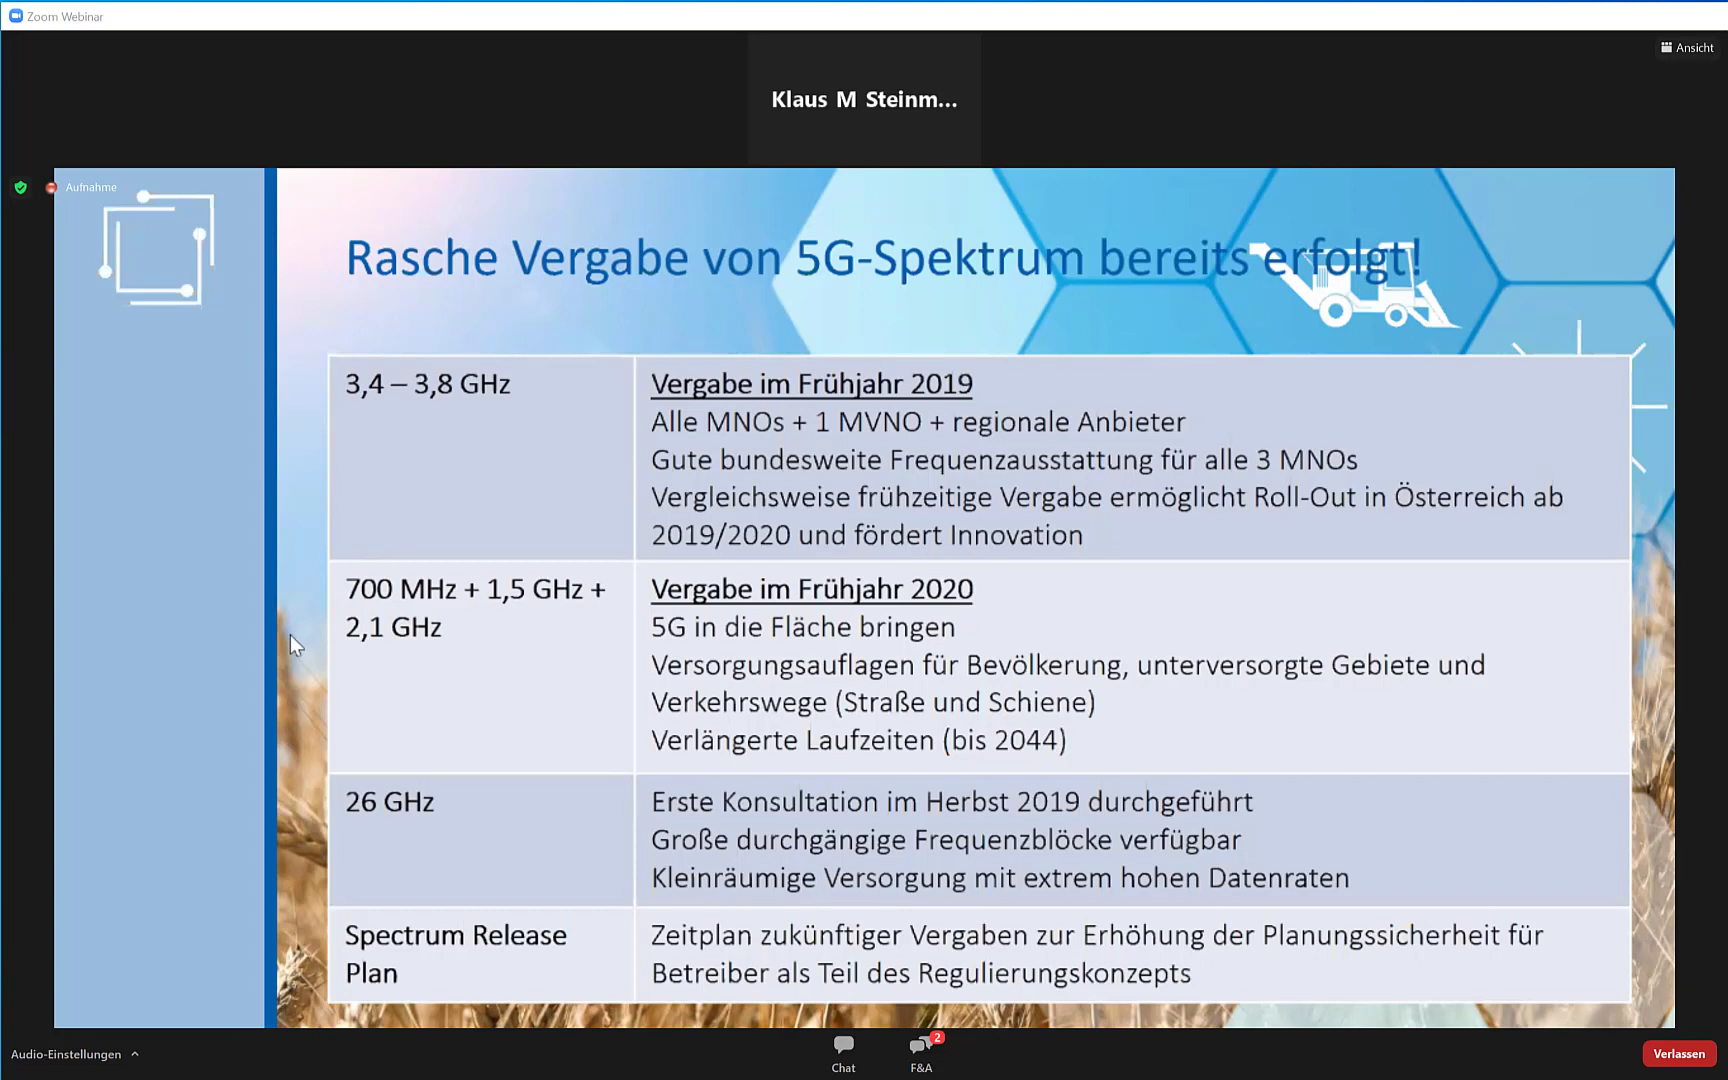 Zoom Webinar
Ansicht
Klaus M Steinm...
Aufnahme
Rasche Vergabe von 5G-Spektrum bereits erfolgt!
3,4 – 3,8 GHz
Vergabe im Frühjahr 2019
Alle MNOs + 1 MVNO + regionale Anbieter
Gute bundesweite Frequenzausstattung für alle 3 MNOs
Vergleichsweise frühzeitige Vergabe ermöglicht Roll-Out in Österreich ab
2019/2020 und fördert Innovation
700 MHz + 1,5 GHz +
2,1 GHz
Vergabe im Frühjahr 2020
5G in die Fläche bringen
Versorgungsauflagen für Bevölkerung, unterversorgte Gebiete und
Verkehrswege (Straße und Schiene)
Verlängerte Laufzeiten (bis 2044)
26 GHz
Erste Konsultation im Herbst 2019 durchgeführt
Große durchgängige Frequenzblöcke verfügbar
Kleinräumige Versorgung mit extrem hohen Datenraten
Spectrum Release
Plan
Zeitplan zukünftiger Vergaben zur Erhöhung der Planungssicherheit für
Betreiber als Teil des Regulierungskonzepts
Audio-Einstellungen
Chat
2
F&A
Verlassen